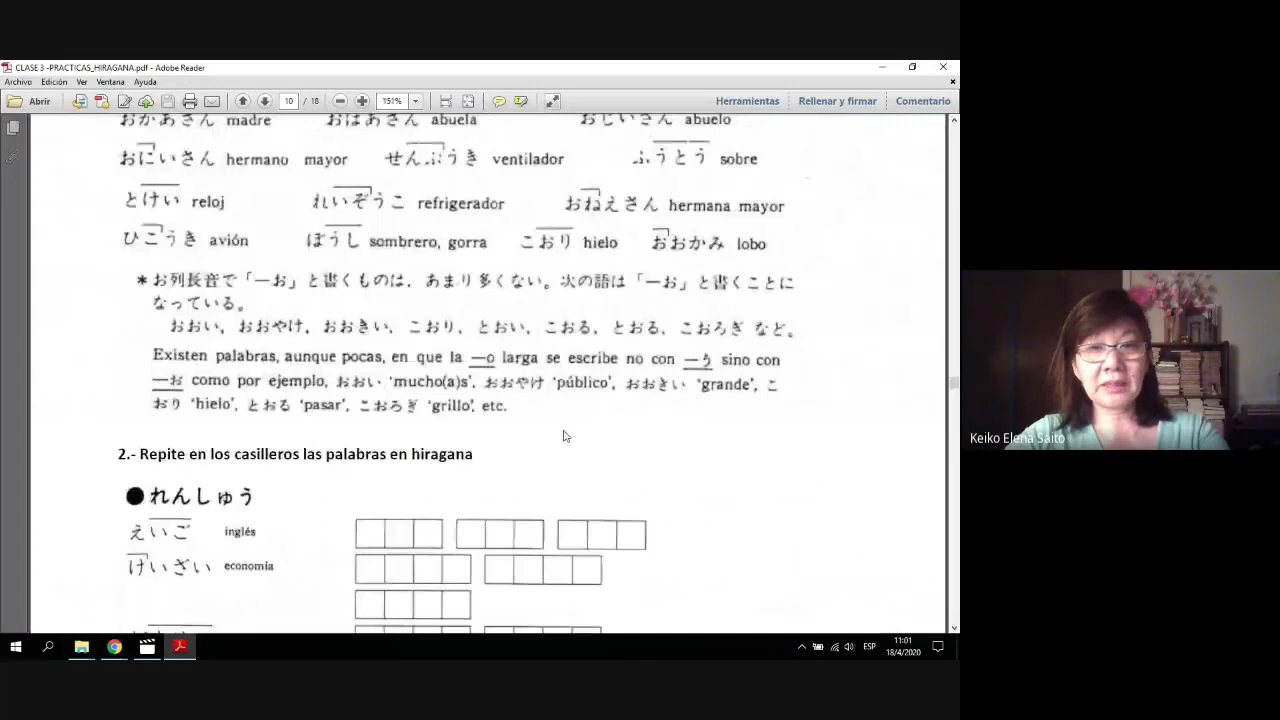 CLASE 3 -PRACTICAS_HIRAGANA.pdf - Adobe Reader
Archivo Edición Ver Ventana Ayuda
Abrir 10 / 18 151% Herramientas Rellenar y firmar Comentario
おかあさん madre おばあさん abuela おじいさん abuelo
おにいさん hermano mayor せんぷうき ventilador ふうとう sobre
とけい reloj れいぞうこ refrigerador おねえさん hermana mayor
ひこうき avión ぼうし sombrero, gorra こおり hielo おおかみ lobo
* お列長音で「ーお」と書くものは, あまり多くない。次の語は「ーお」と書くことに
なっている。
おおい, おおやけ, おおきい, こおり, とおい, こおる, とおる, こおろぎ など。
Existen palabras, aunque pocas, en que la —o larga se escribe no con —う sino con
—お como por ejemplo, おおい 'mucho(a)s', おおやけ 'público', おおきい 'grande', こ
おり 'hielo', とおる 'pasar', こおろぎ 'grillo', etc.
2.- Repite en los casilleros las palabras en hiragana
●れんしゅう
えいご inglés
けいざい economía
Keiko Elena Saito
ESP
11:01
18/4/2020